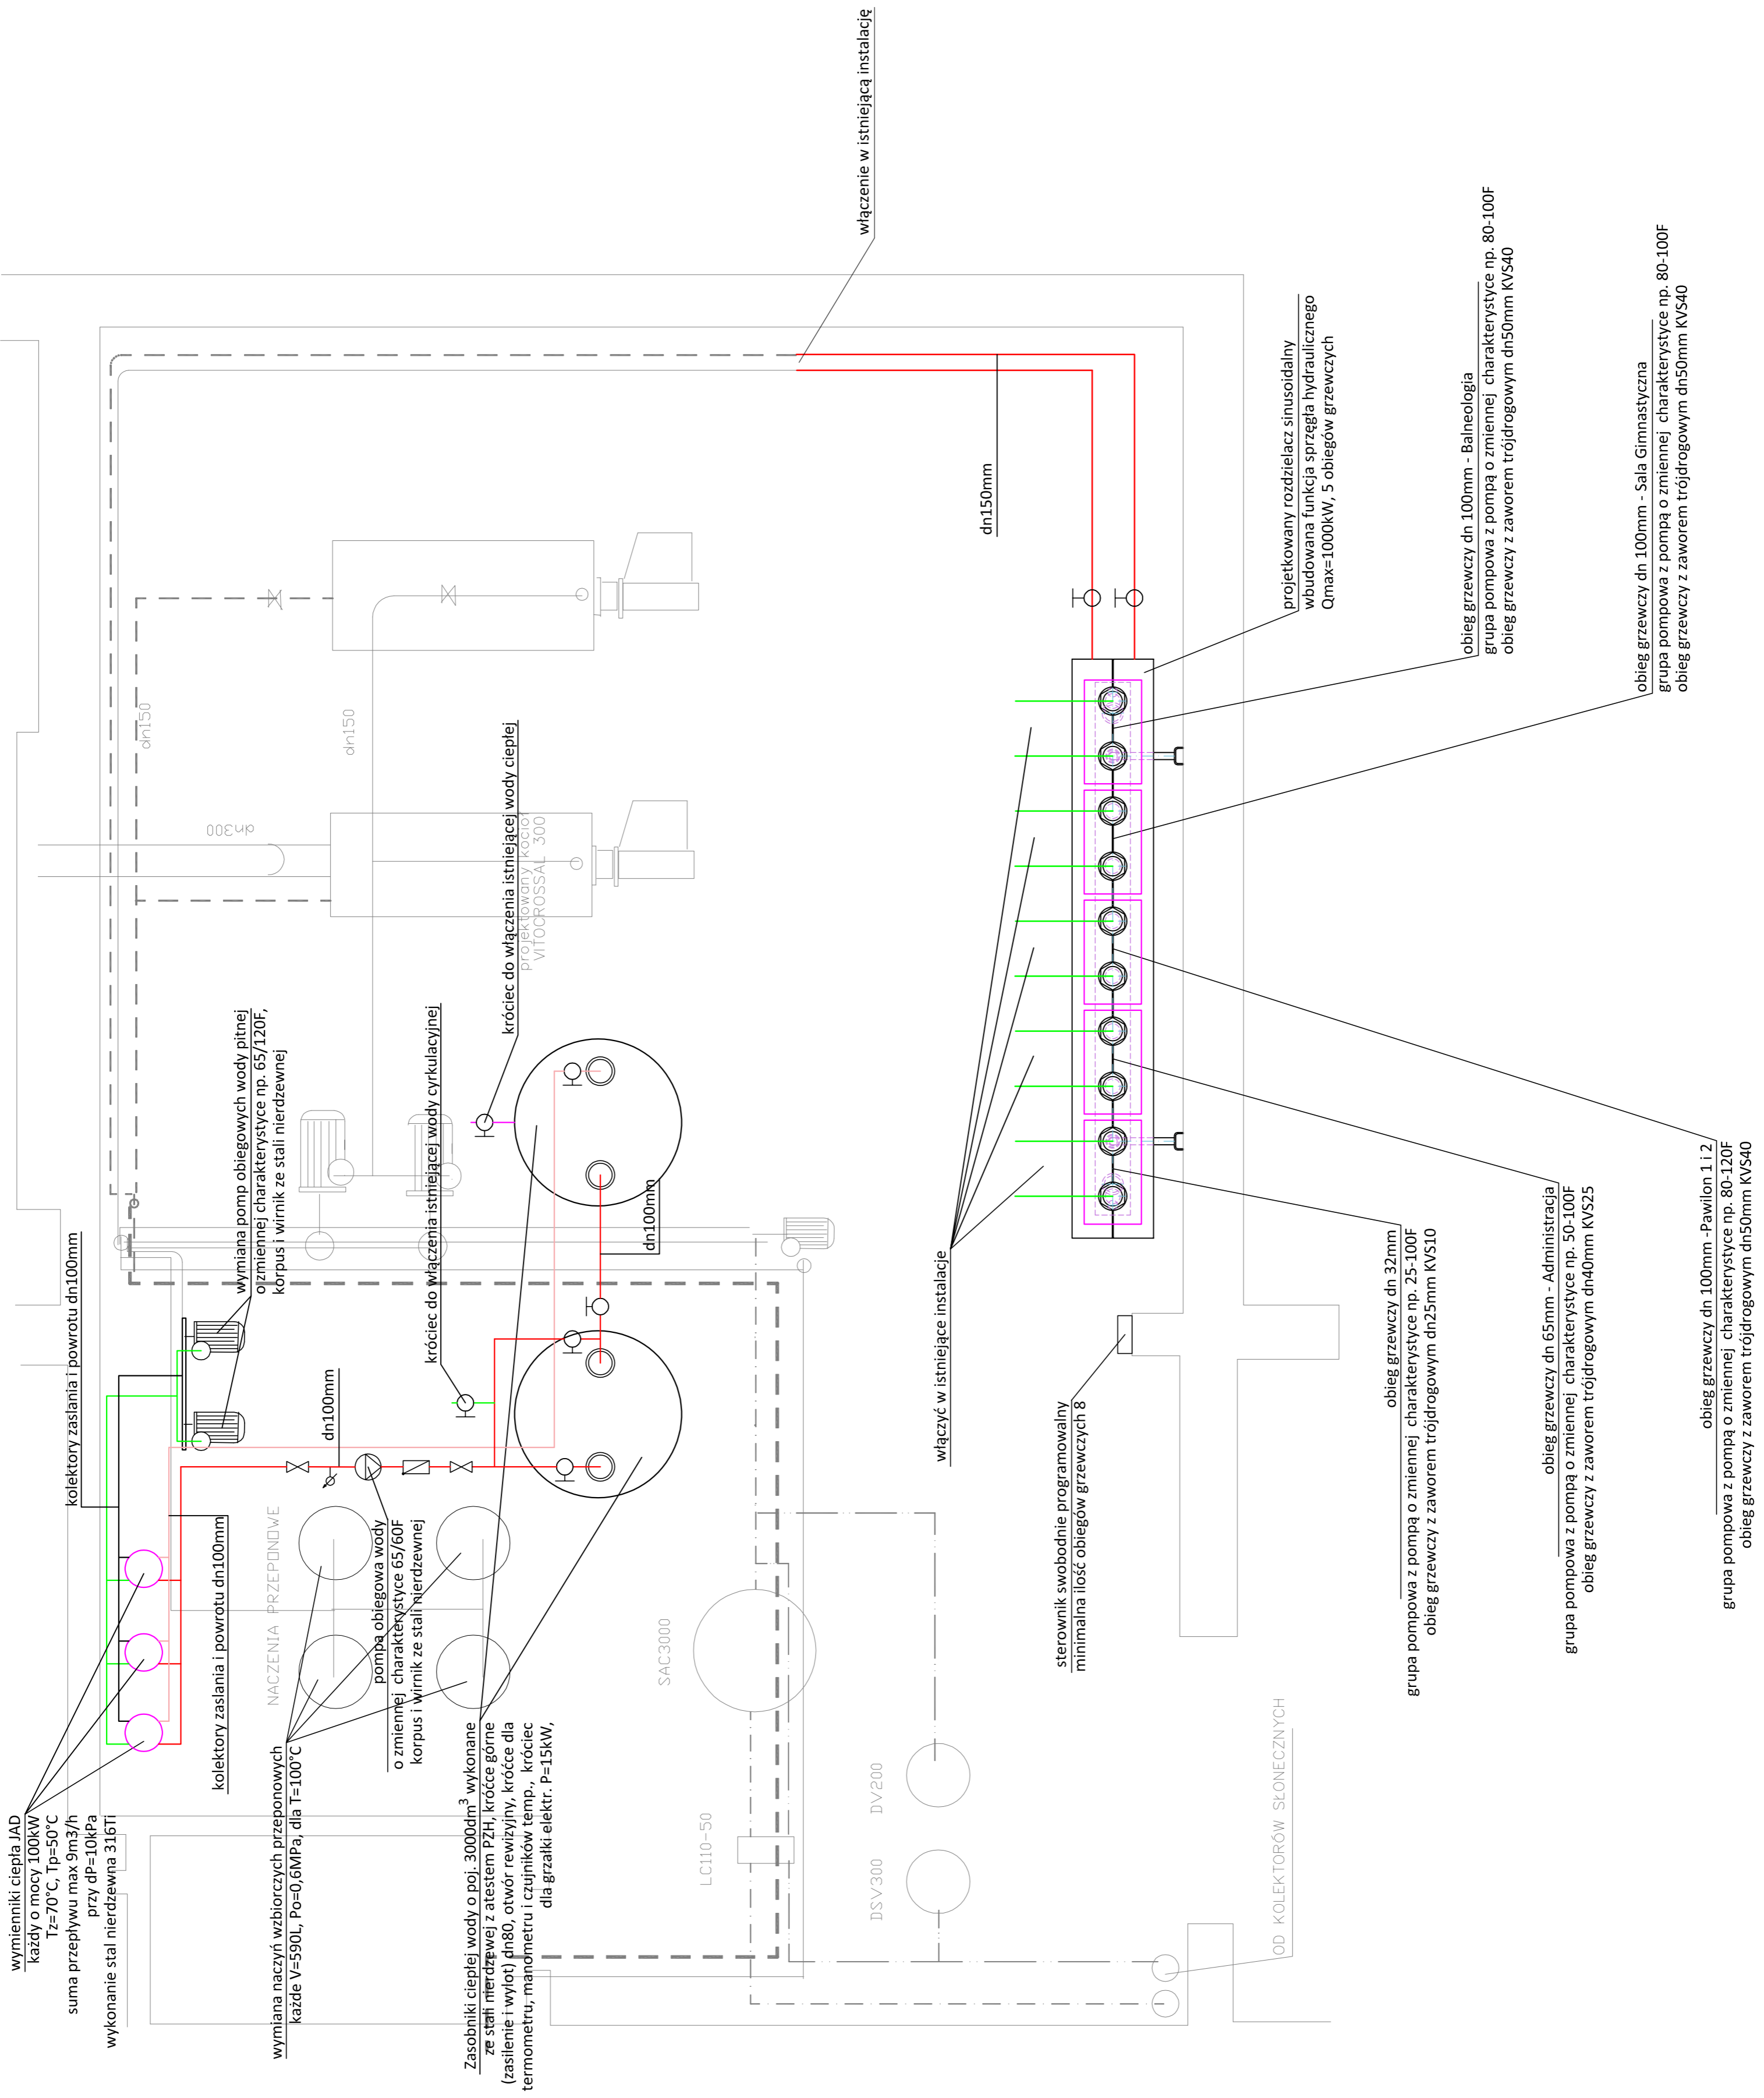 wymienniki ciepła JAD
każdy o mocy 100kW
Tz=70°C, Tp=50°C
suma przepływu max 9m3/h
przy dP=10kPa
wykonanie stal nierdzewna 316Ti
kolektory zaslania i powrotu dn100mm
kolektory zaslania i powrotu dn100mm
wymiana pomp obiegowych wody pitnej
ozmiennej charakterystyce np. 65/120F,
korpus i wirnik ze stali nierdzewnej
dn100mm
NACZENIA PRZEPONOWE
wymiana naczyń wzbiorczych przeponowych
każde V=590L, Po=0,6MPa, dla T=100°C
pompa obiegowa wody
o zmiennej charakterystyce 65/60F
korpus i wirnik ze stali nierdzewnej
Zasobniki ciepłej wody o poj. 3000dm³ wykonane
ze stali nierdzewej z atestem PZH, króćce górne
(zasilenie i wylot) dn80, otwór rewizyjny, króćce dla
termometru, manometru i czujników temp., króciec
dla grzałki elektr. P=15kW,
króciec do włączenia istniejącej wody cyrkulacyjnej
króciec do włączenia istniejącej wody ciepłej
dn100mm
dn150
dn150
dn300
projektowany kocioł
VITOCROSSAL 300
włączenie w istniejącą instalację
dn150mm
SAC3000
LC110-50
DV200
DSV300
OD KOLEKTORÓW SŁONECZNYCH
włączyć w istniejące instalacje
sterownik swobodnie programowalny
minimalna ilość obiegów grzewczych 8
projetkowany rozdzielacz sinusoidalny
wbudowana funkcja sprzęgła hydraulicznego
Qmax=1000kW, 5 obiegów grzewczych
obieg grzewczy dn 100mm - Balneologia
grupa pompowa z pompą o zmiennej charakterystyce np. 80-100F
obieg grzewczy z zaworem trójdrogowym dn50mm KVS40
obieg grzewczy dn 100mm - Sala Gimnastyczna
grupa pompowa z pompą o zmiennej charakterystyce np. 80-100F
obieg grzewczy z zaworem trójdrogowym dn50mm KVS40
obieg grzewczy dn 32mm
grupa pompowa z pompą o zmiennej charakterystyce np. 25-100F
obieg grzewczy z zaworem trójdrogowym dn25mm KVS10
obieg grzewczy dn 65mm - Administracja
grupa pompowa z pompą o zmiennej charakterystyce np. 50-100F
obieg grzewczy z zaworem trójdrogowym dn40mm KVS25
obieg grzewczy dn 100mm -Pawilon 1 i 2
grupa pompowa z pompą o zmiennej charakterystyce np. 80-120F
obieg grzewczy z zaworem trójdrogowym dn50mm KVS40